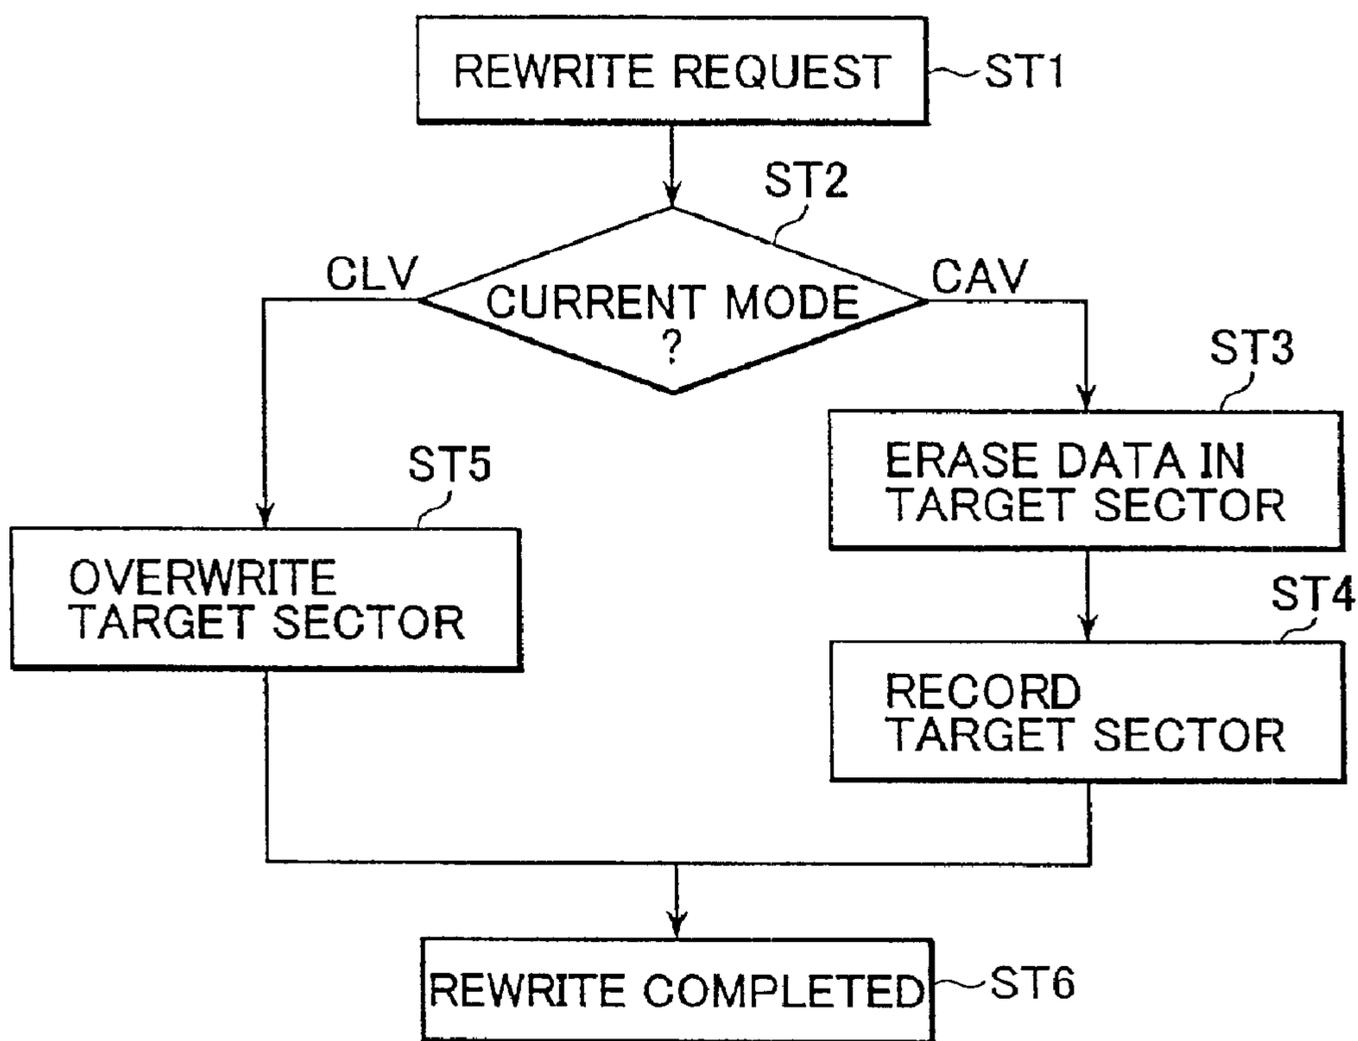 REWRITE REQUEST
ST1
ST2
CLV
CAV
CURRENT MODE
?
ST3
ERASE DATA IN
TARGET SECTOR
ST5
OVERWRITE
TARGET SECTOR
ST4
RECORD
TARGET SECTOR
REWRITE COMPLETED
ST6